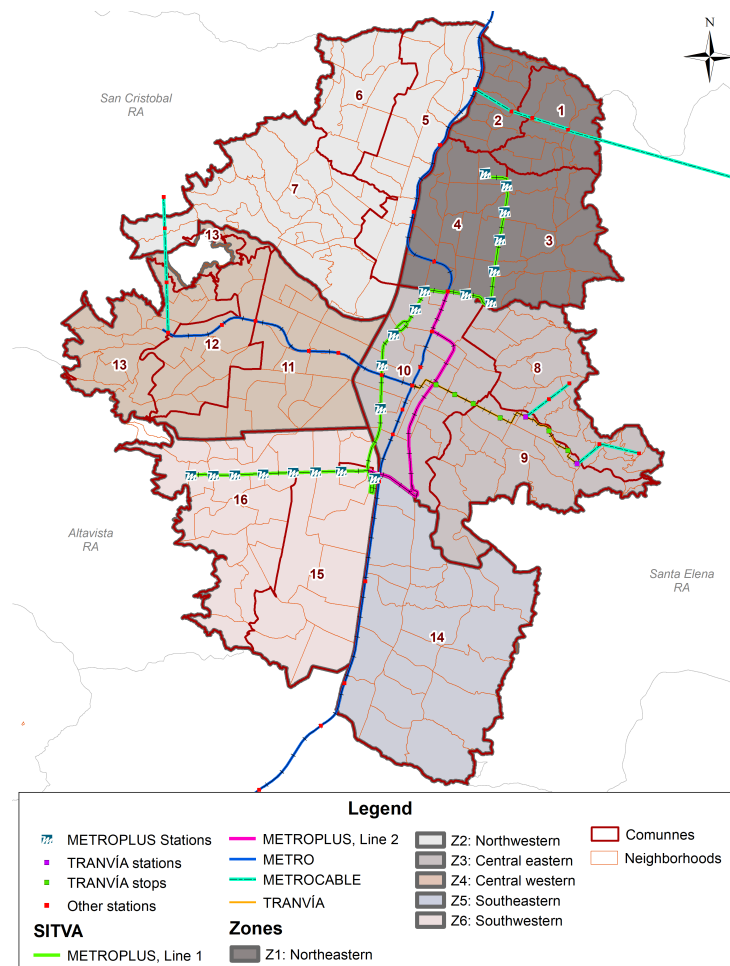 N
San Cristobal
RA
6
5
1
2
7
4
3
13
12
13
11
10
8
9
16
15
14
Altavista
RA
Santa Elena
RA
Legend
METROPLUS Stations
TRANVÍA stations
TRANVÍA stops
Other stations
SITVA
METROPLUS, Line 1
METROPLUS, Line 2
METRO
METROCABLE
TRANVÍA
Zones
Z1: Northeastern
Z2: Northwestern
Z3: Central eastern
Z4: Central western
Z5: Southeastern
Z6: Southwestern
Comunnes
Neighborhoods